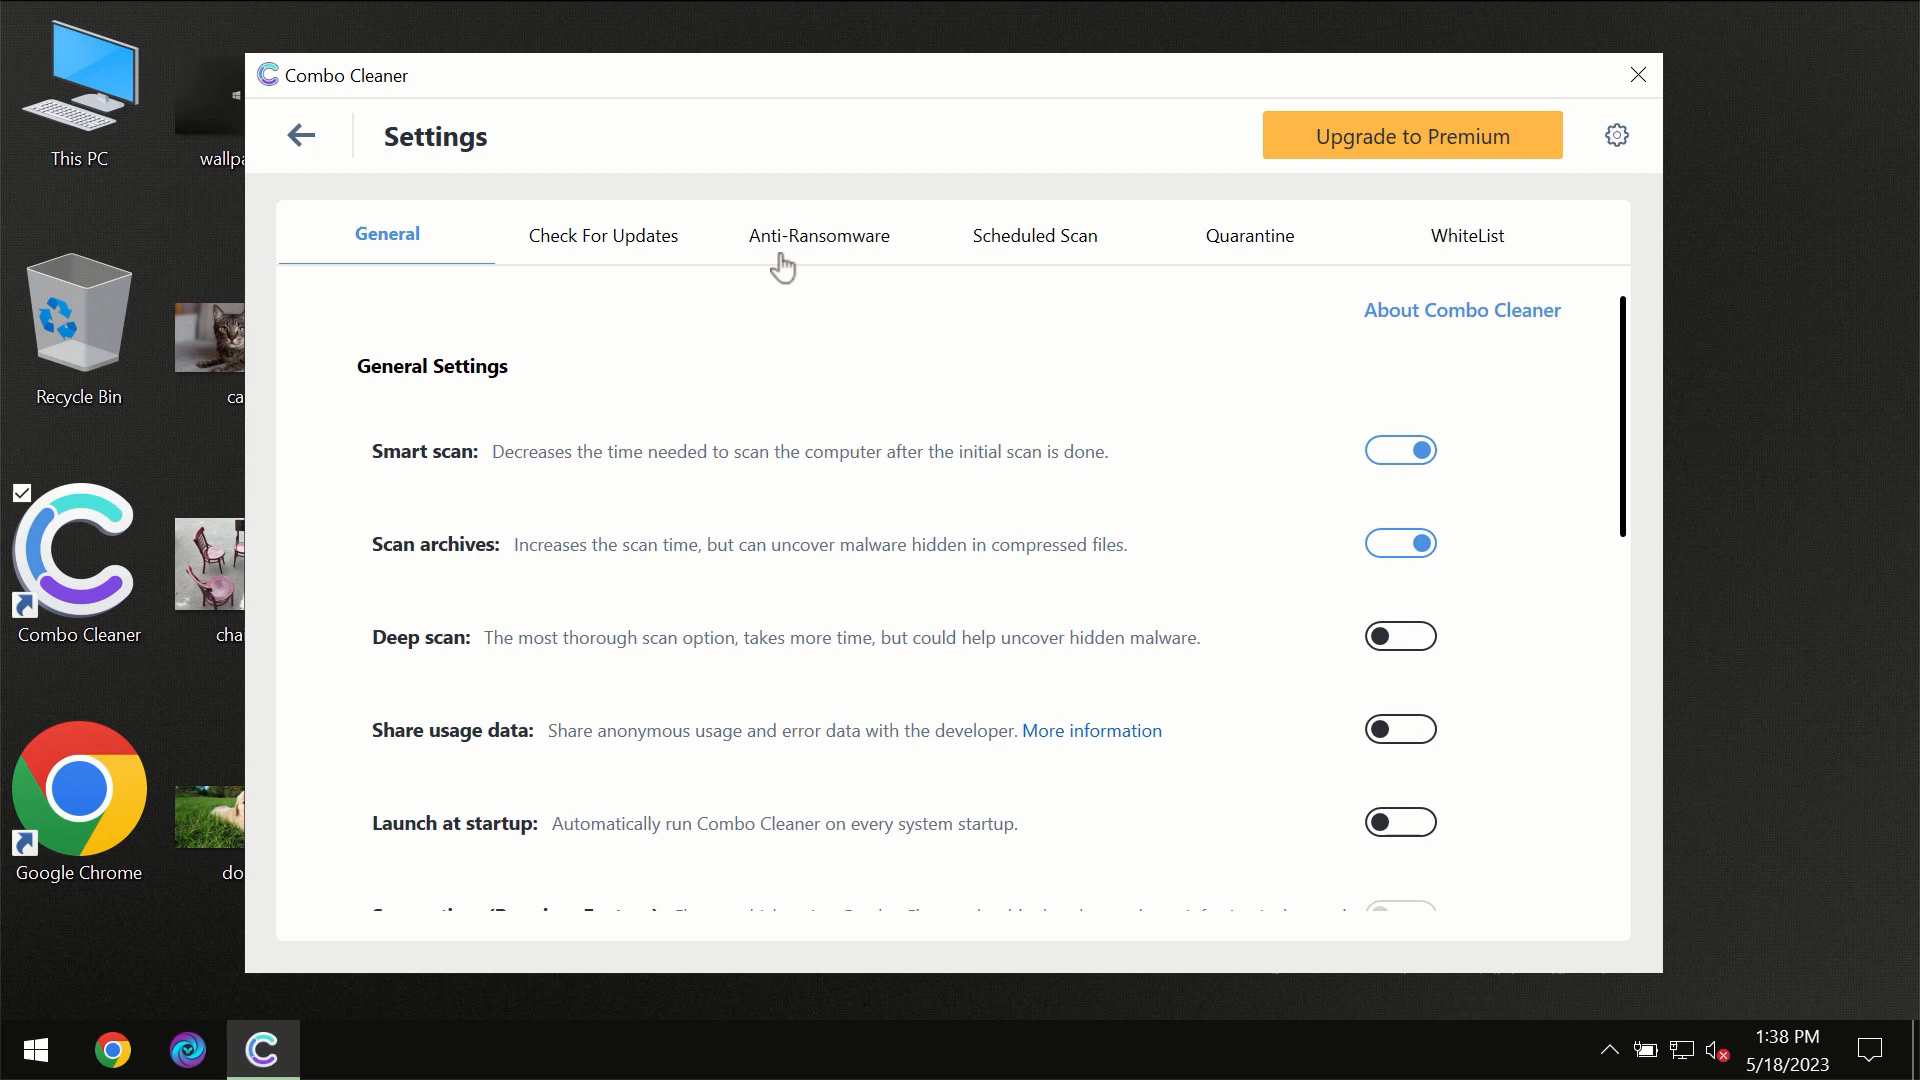 This PC
wallpa
Recycle Bin
ca
Combo Cleaner
cha
Google Chrome
do
Combo Cleaner
Settings
Upgrade to Premium
General
Check For Updates
Anti-Ransomware
Scheduled Scan
Quarantine
WhiteList
About Combo Cleaner
General Settings
Smart scan: Decreases the time needed to scan the computer after the initial scan is done.
Scan archives: Increases the scan time, but can uncover malware hidden in compressed files.
Deep scan: The most thorough scan option, takes more time, but could help uncover hidden malware.
Share usage data: Share anonymous usage and error data with the developer. More information
Launch at startup: Automatically run Combo Cleaner on every system startup.
1:38 PM
5/18/2023